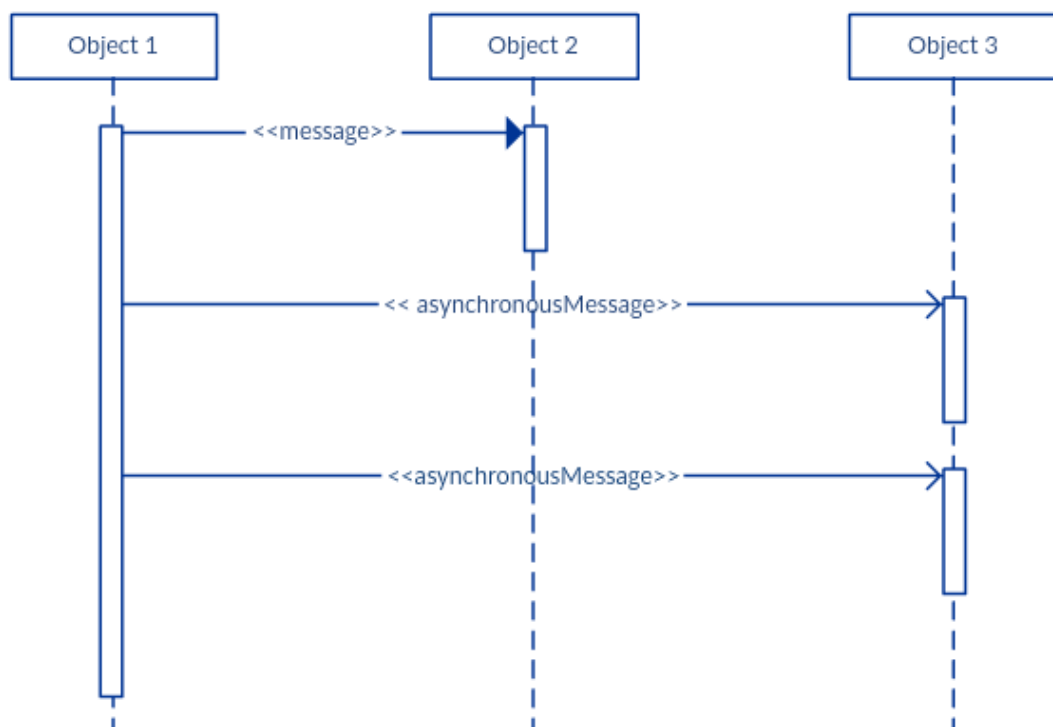 Object 1
Object 2
Object 3
<<message>>
<< asynchronousMessage>>
<<asynchronousMessage>>